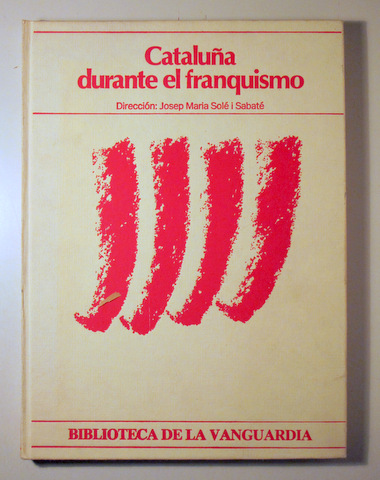 Cataluña
durante el franquismo
Dirección: Josep Maria Solé i Sabaté
BIBLIOTECA DE LA VANGUARDIA